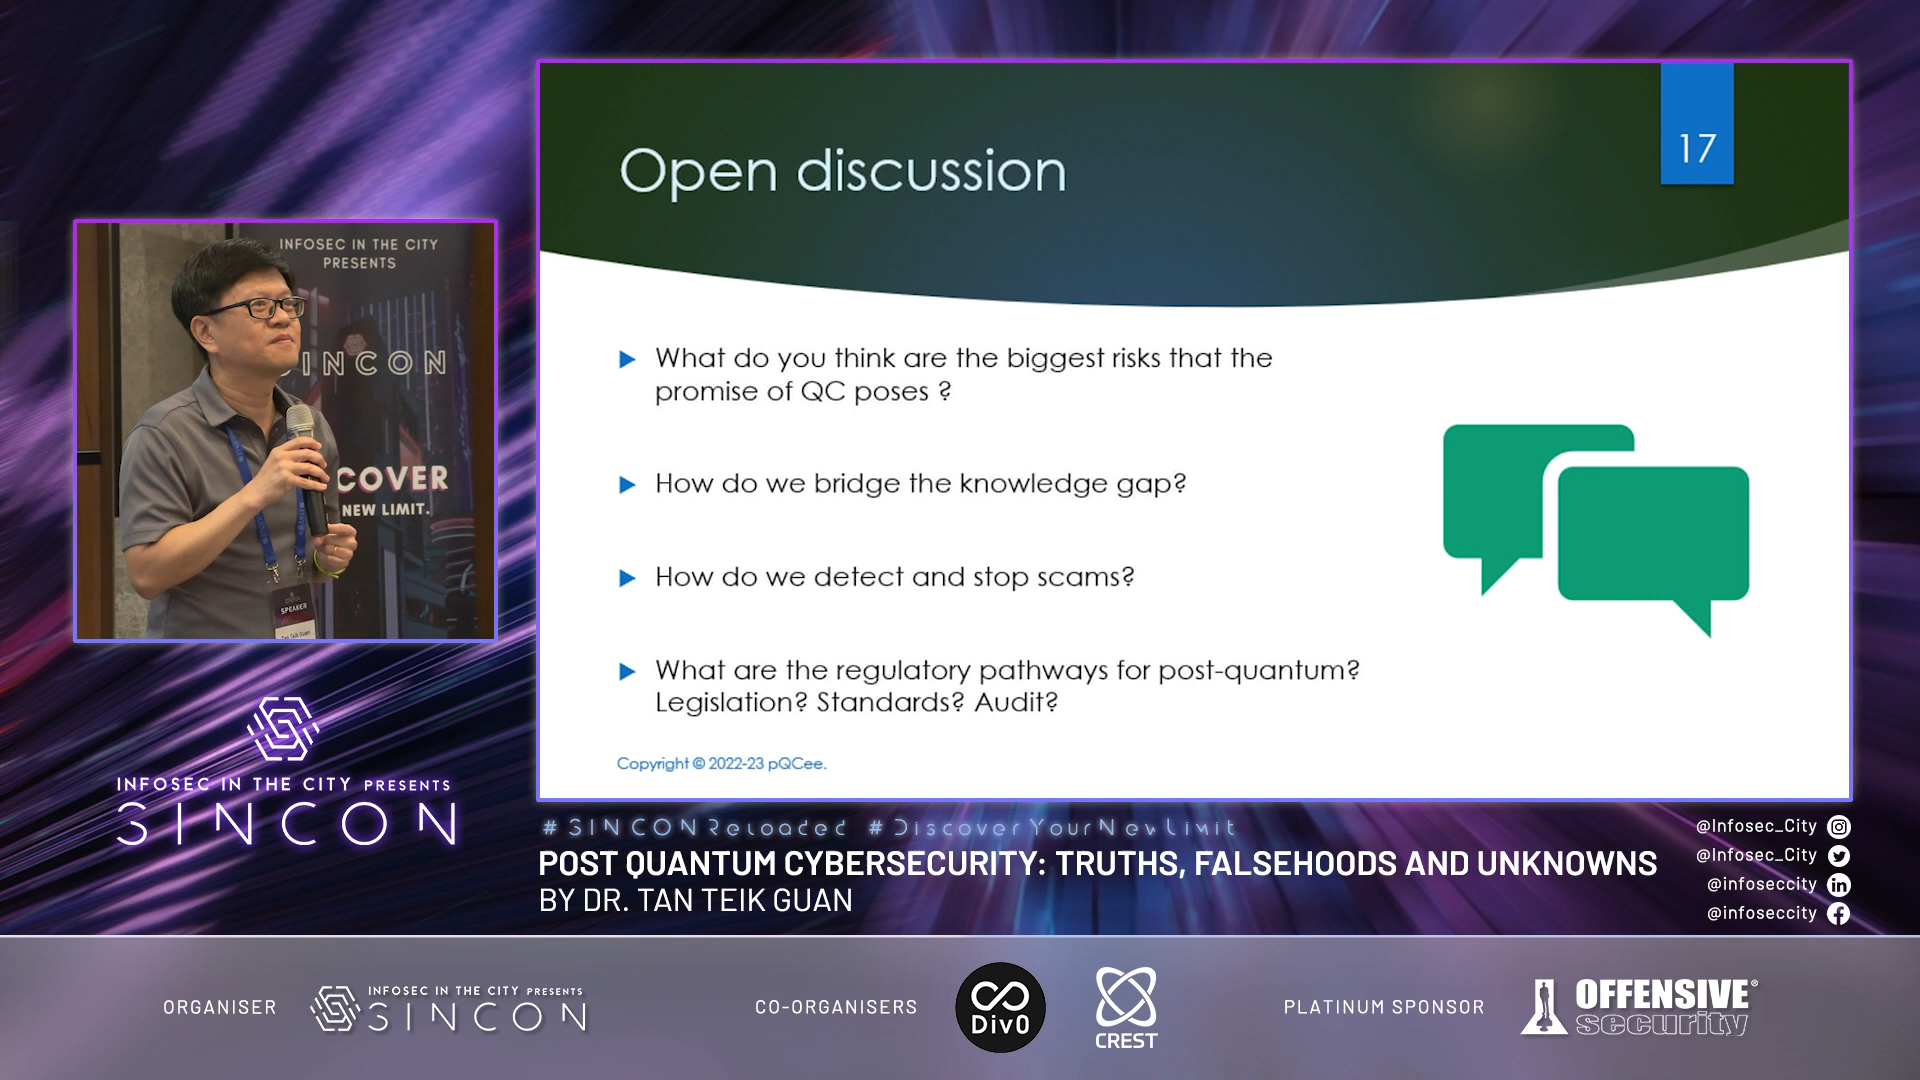 Open discussion
17
What do you think are the biggest risks that the
promise of QC poses ?
How do we bridge the knowledge gap?
How do we detect and stop scams?
What are the regulatory pathways for post-quantum?
Legislation? Standards? Audit?
Copyright © 2022-23 pQCee.
INFOSEC IN THE CITY
PRESENTS
INCON
COVER
NEW LIMIT.
SPEAKER
Tan Teik Guan
INFOSEC IN THE CITY PRESENTS
SINCON
#SINCONReloaded #DiscoverYourNewLimit
POST QUANTUM CYBERSECURITY: TRUTHS, FALSEHOODS AND UNKNOWNS
BY DR. TAN TEIK GUAN
@Infosec_City
@Infosec_City
@infoseccity
@infoseccity
ORGANISER
INFOSEC IN THE CITY PRESENTS
SINCON
CO-ORGANISERS
Div0
CREST
PLATINUM SPONSOR
OFFENSIVE®
security